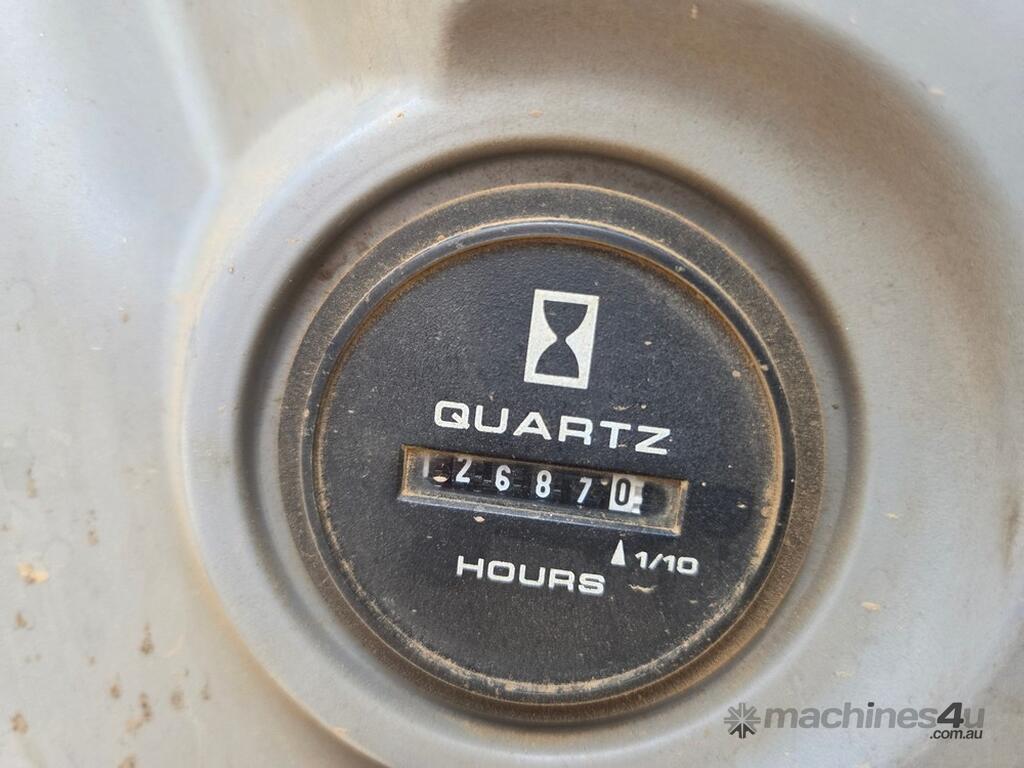 QUARTZ
126870
1/10
HOURS
machines4u
.com.au